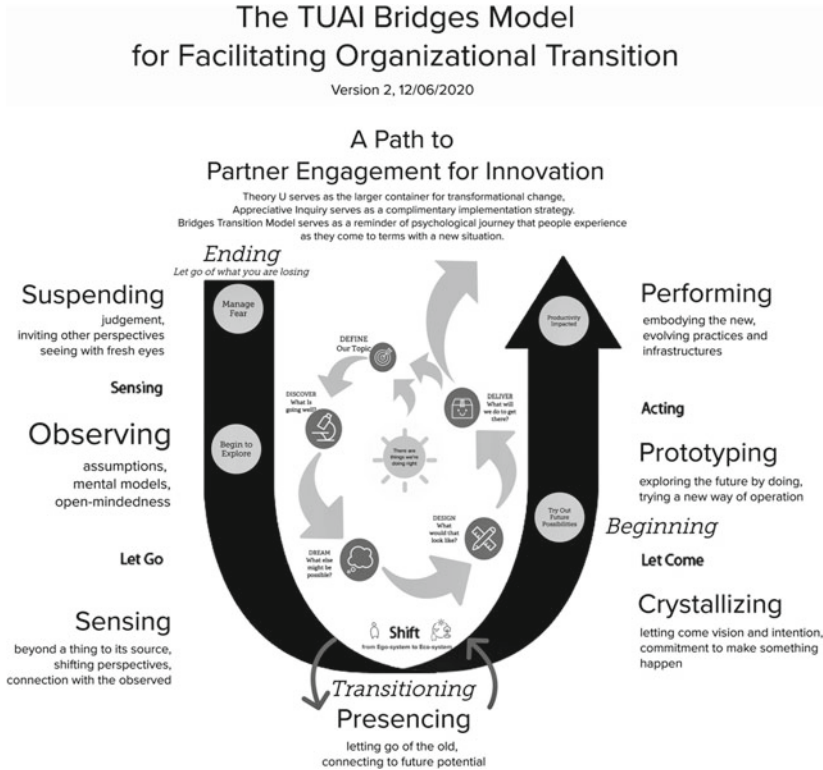 The TUAI Bridges Model
for Facilitating Organizational Transition
Version 2, 12/06/2020
A Path to
Partner Engagement for Innovation
Theory U serves as the larger container for transformational change,
Appreciative Inquiry serves as a complimentary implementation strategy.
Bridges Transition Model serves as a reminder of psychological journey that people experience
as they come to terms with a new situation.
Ending
Let go of what you are losing
Suspending
judgement,
inviting other perspectives
seeing with fresh eyes
Sensing
Observing
assumptions,
mental models,
open-mindedness
Let Go
Sensing
beyond a thing to its source,
shifting perspectives,
connection with the observed
Manage
Fear
Begin to
Explore
DEFINE
Our Topic
DISCOVER
What is
going well?
DREAM
What else
might be
possible?
DESIGN
What
would that
look like?
DELIVER
What will
we do to get
there?
There are
things we're
doing right
Shift
from Ego-system to Eco-system
Transitioning
Presencing
letting go of the old,
connecting to future potential
Productivity
Impacted
Try Out
Future
Possibilities
Performing
embodying the new,
evolving practices and
infrastructures
Acting
Prototyping
exploring the future by doing,
trying a new way of operation
Beginning
Let Come
Crystallizing
letting come vision and intention,
commitment to make something
happen